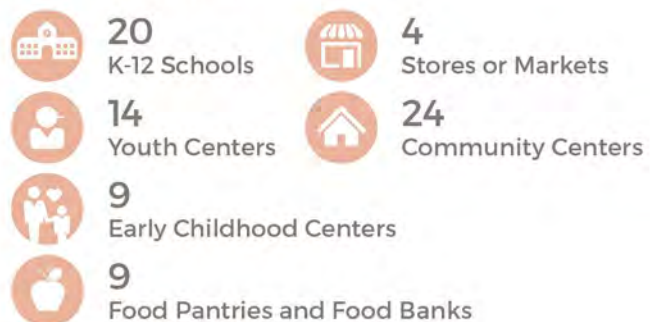 20
K-12 Schools
4
Stores or Markets
14
Youth Centers
24
Community Centers
9
Early Childhood Centers
9
Food Pantries and Food Banks